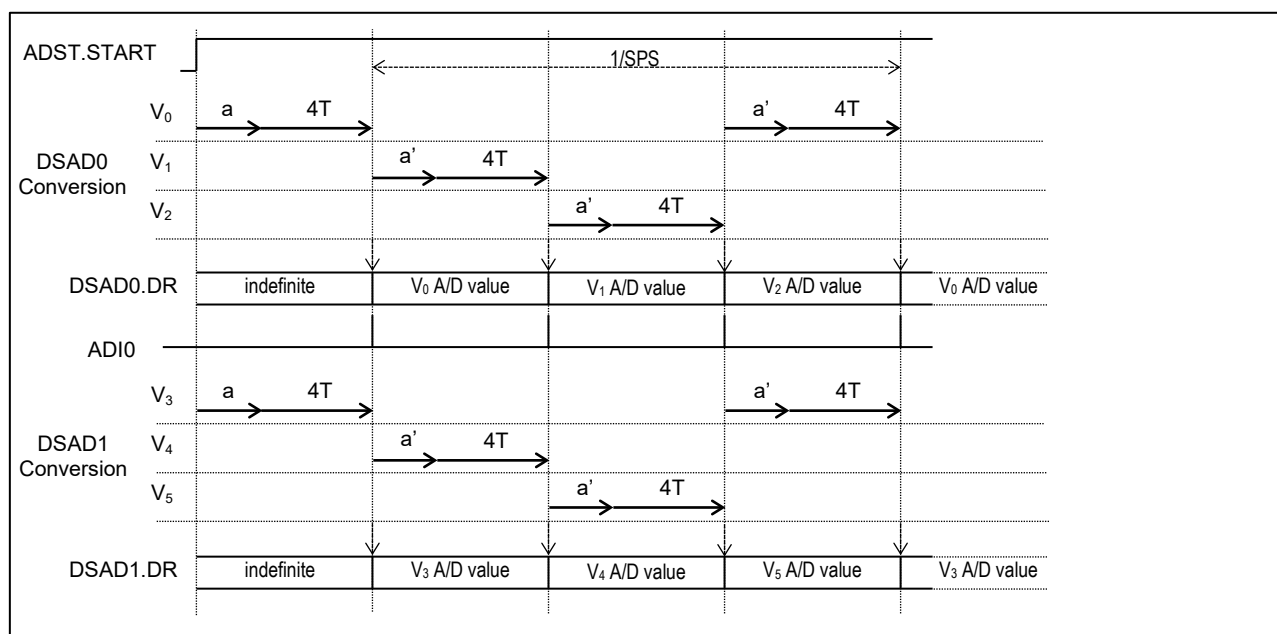 ADST.START
1/SPS
V₀ a 4T a’ 4T
DSAD0
Conversion
V₁ a’ 4T
V₂ a’ 4T
DSAD0.DR indefinite V₀ A/D value V₁ A/D value V₂ A/D value V₀ A/D value
ADI0
V₃ a 4T a’ 4T
DSAD1
Conversion
V₄ a’ 4T
V₅ a’ 4T
DSAD1.DR indefinite V₃ A/D value V₄ A/D value V₅ A/D value V₃ A/D value